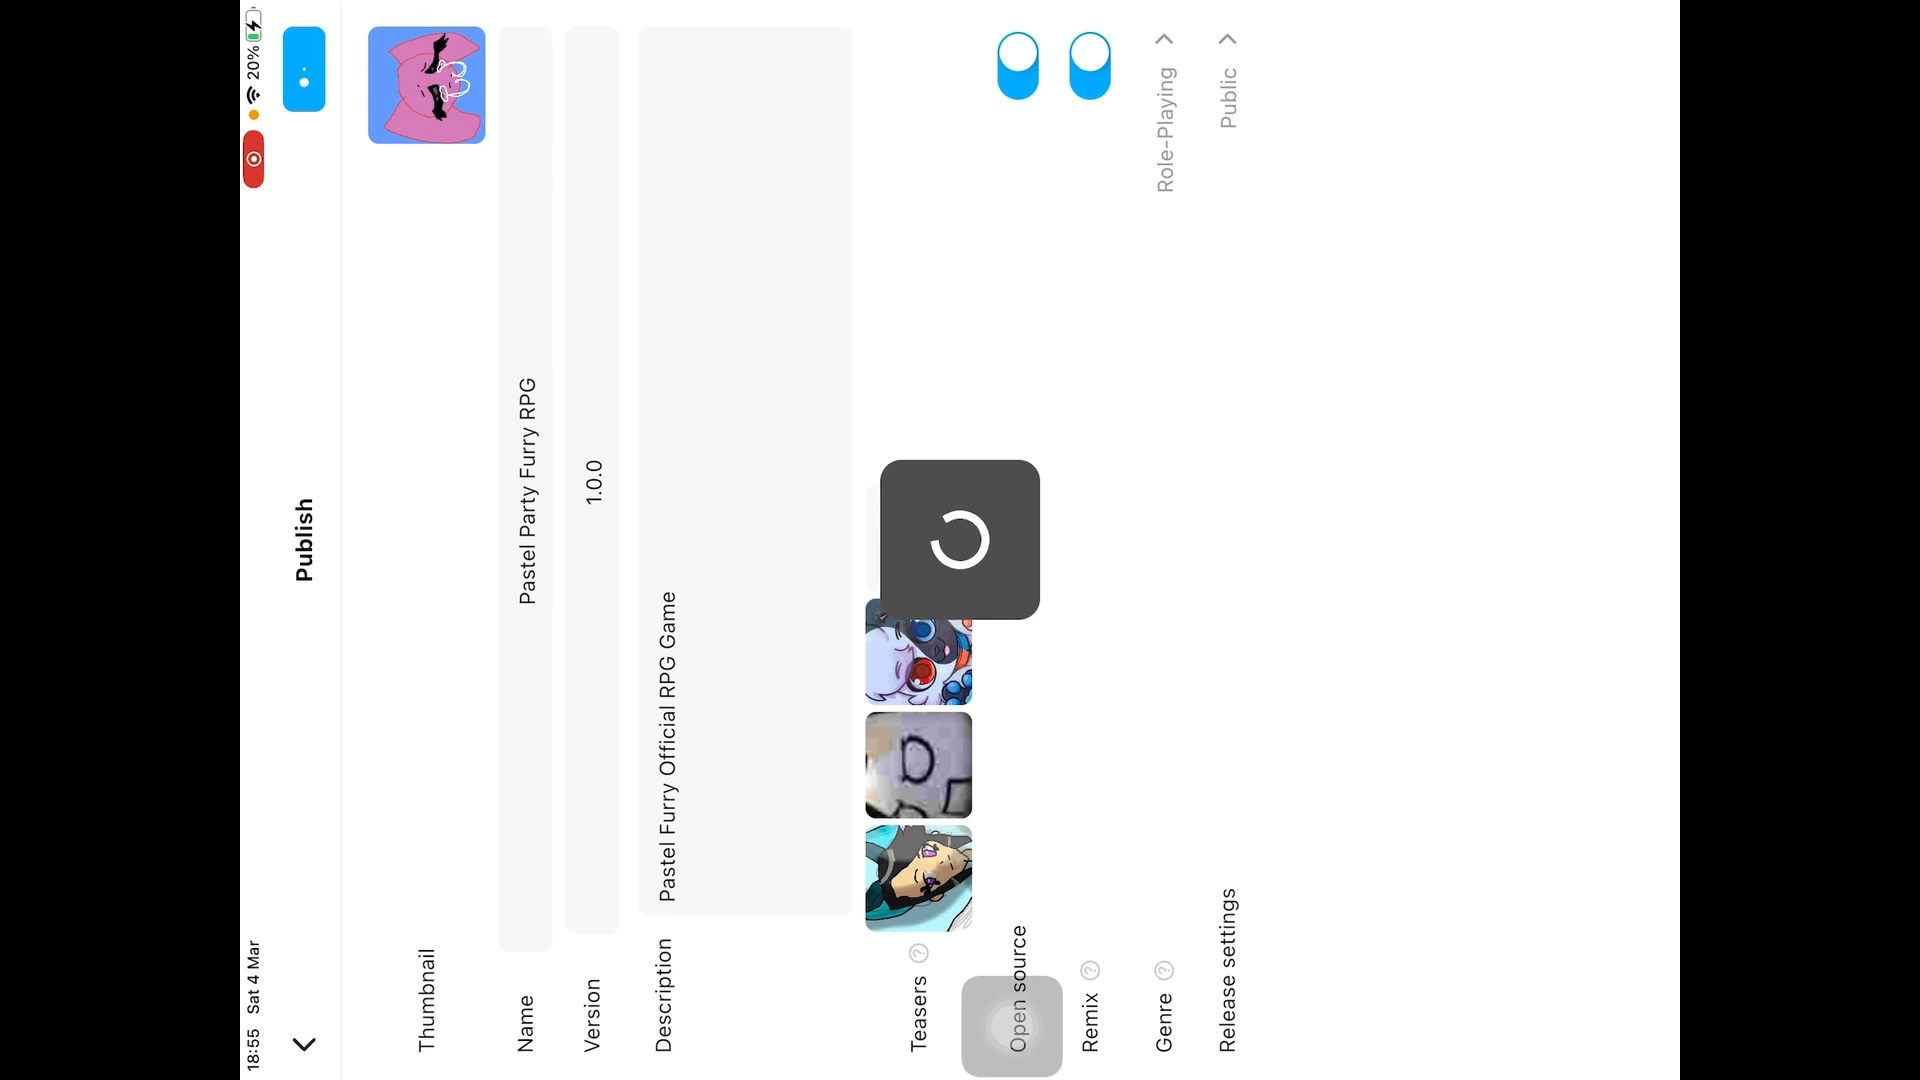 18:55 Sat 4 Mar 20%
Publish
Thumbnail
Name Pastel Party Furry RPG
Version 1.0.0
Description Pastel Furry Official RPG Game
Teasers ?
Open source
Remix ?
Genre ? Role-Playing
Release settings Public